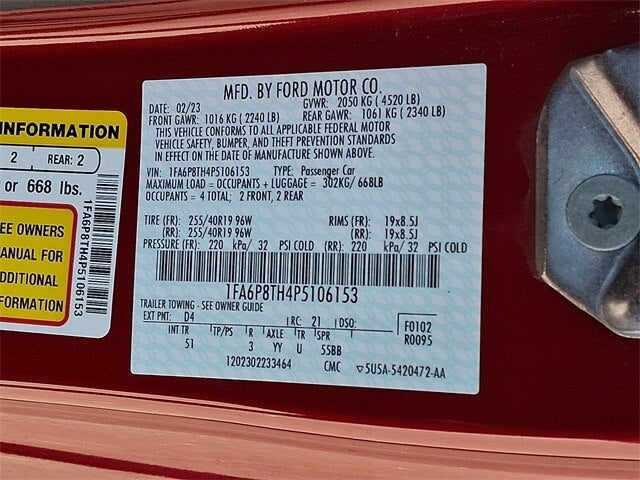 INFORMATION
2 REAR: 2
or 668 lbs.
EE OWNERS
MANUAL FOR
ADDITIONAL
NFORMATION
1FA6P8TH4P5106153
MFD. BY FORD MOTOR CO.
DATE: 02/23 GVWR: 2050 KG ( 4520 LB)
FRONT GAWR: 1016 KG ( 2240 LB) REAR GAWR: 1061 KG ( 2340 LB)
THIS VEHICLE CONFORMS TO ALL APPLICABLE FEDERAL MOTOR
VEHICLE SAFETY, BUMPER, AND THEFT PREVENTION STANDARDS
IN EFFECT ON THE DATE OF MANUFACTURE SHOWN ABOVE.
VIN: 1FA6P8TH4P5106153 TYPE: Passenger Car
MAXIMUM LOAD = OCCUPANTS + LUGGAGE = 302KG/ 668LB
OCCUPANTS = 4 TOTAL; 2 FRONT, 2 REAR
TIRE (FR): 255/40R19 96W RIMS (FR): 19x8.5J
(RR): 255/40R19 96W (RR): 19x8.5J
PRESSURE (FR): 220 kPa/ 32 PSI COLD (RR): 220 kPa/ 32 PSI COLD
1FA6P8TH4P5106153
TRAILER TOWING - SEE OWNER GUIDE
EXT PNT: D4 RC: 21 DSO: F0102
INT TR TP/PS R AXLE TR SPR R0095
51 3 YY U 55BB
1202302233464 CMC ▽5U5A-5420472-AA